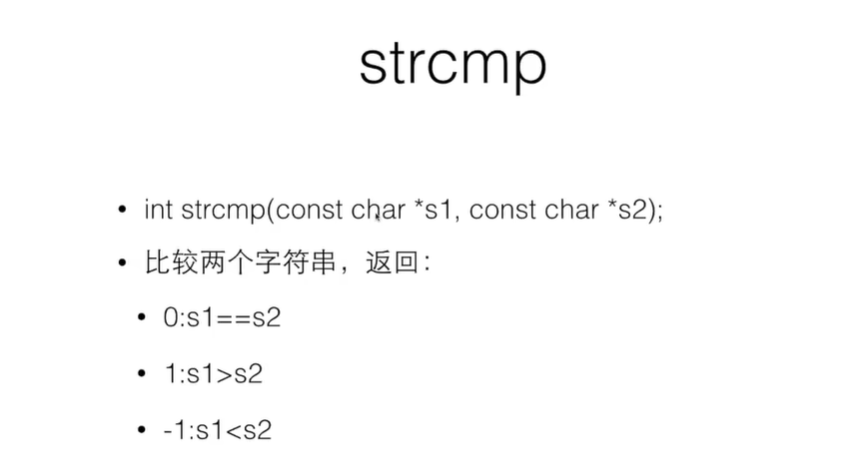 strcmp
• int strcmp(const char *s1, const char *s2);
• 比较两个字符串，返回：
• 0:s1==s2
• 1:s1>s2
• -1:s1<s2